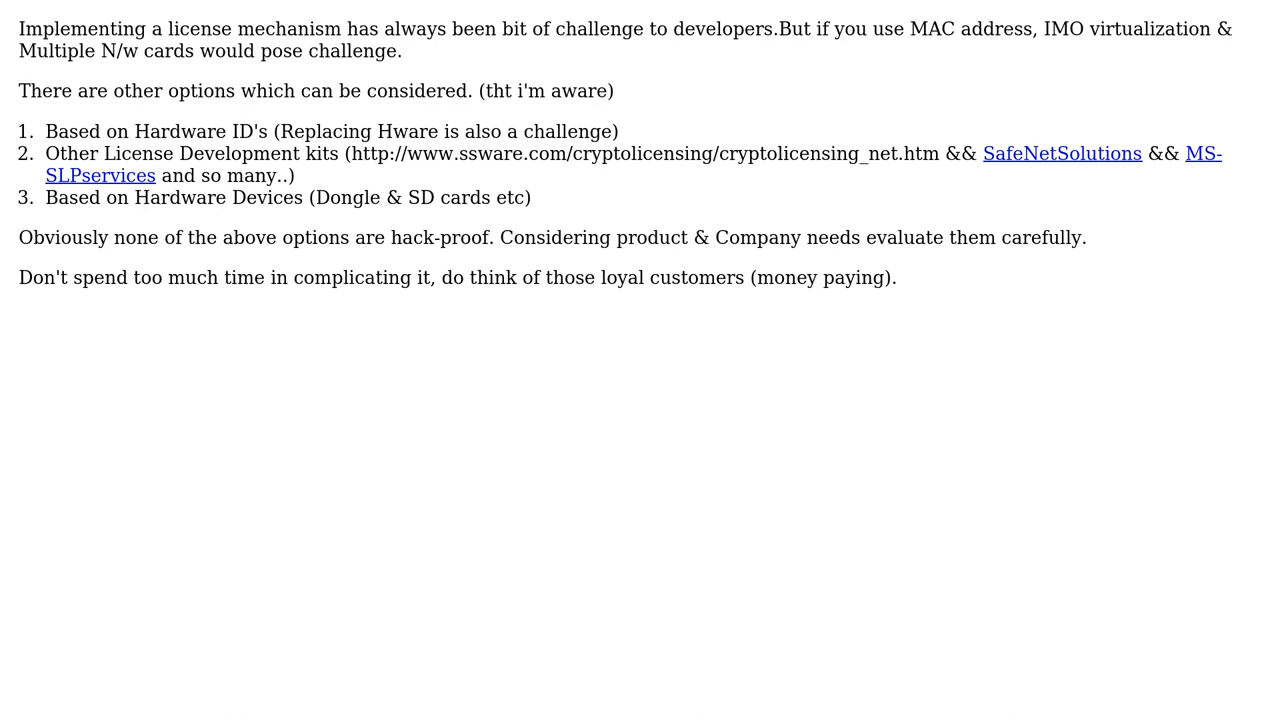 Implementing a license mechanism has always been bit of challenge to developers.But if you use MAC address, IMO virtualization &
Multiple N/w cards would pose challenge.
There are other options which can be considered. (tht i'm aware)
1. Based on Hardware ID's (Replacing Hware is also a challenge)
2. Other License Development kits (http://www.ssware.com/cryptolicensing/cryptolicensing_net.htm && SafeNetSolutions && MS-
SLPservices and so many..)
3. Based on Hardware Devices (Dongle & SD cards etc)
Obviously none of the above options are hack-proof. Considering product & Company needs evaluate them carefully.
Don't spend too much time in complicating it, do think of those loyal customers (money paying).